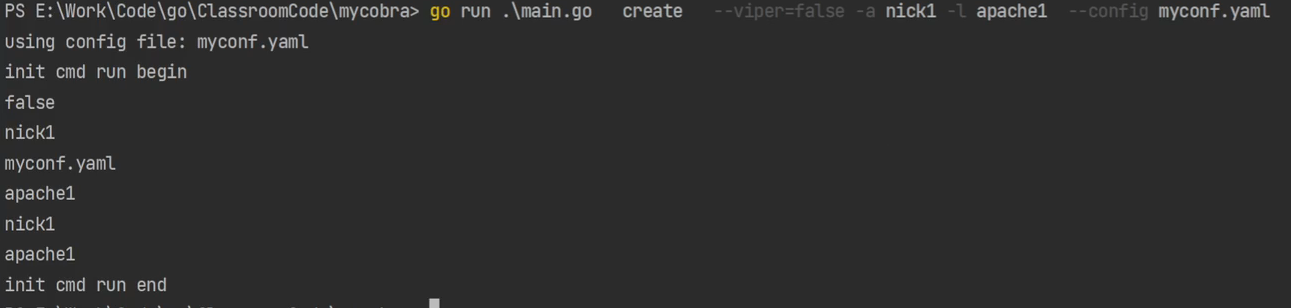 PS E:\Work\Code\go\ClassroomCode\mycobra> go run .\main.go   create   --viper=false -a nick1 -l apache1  --config myconf.yaml
using config file: myconf.yaml
init cmd run begin
false
nick1
myconf.yaml
apache1
nick1
apache1
init cmd run end